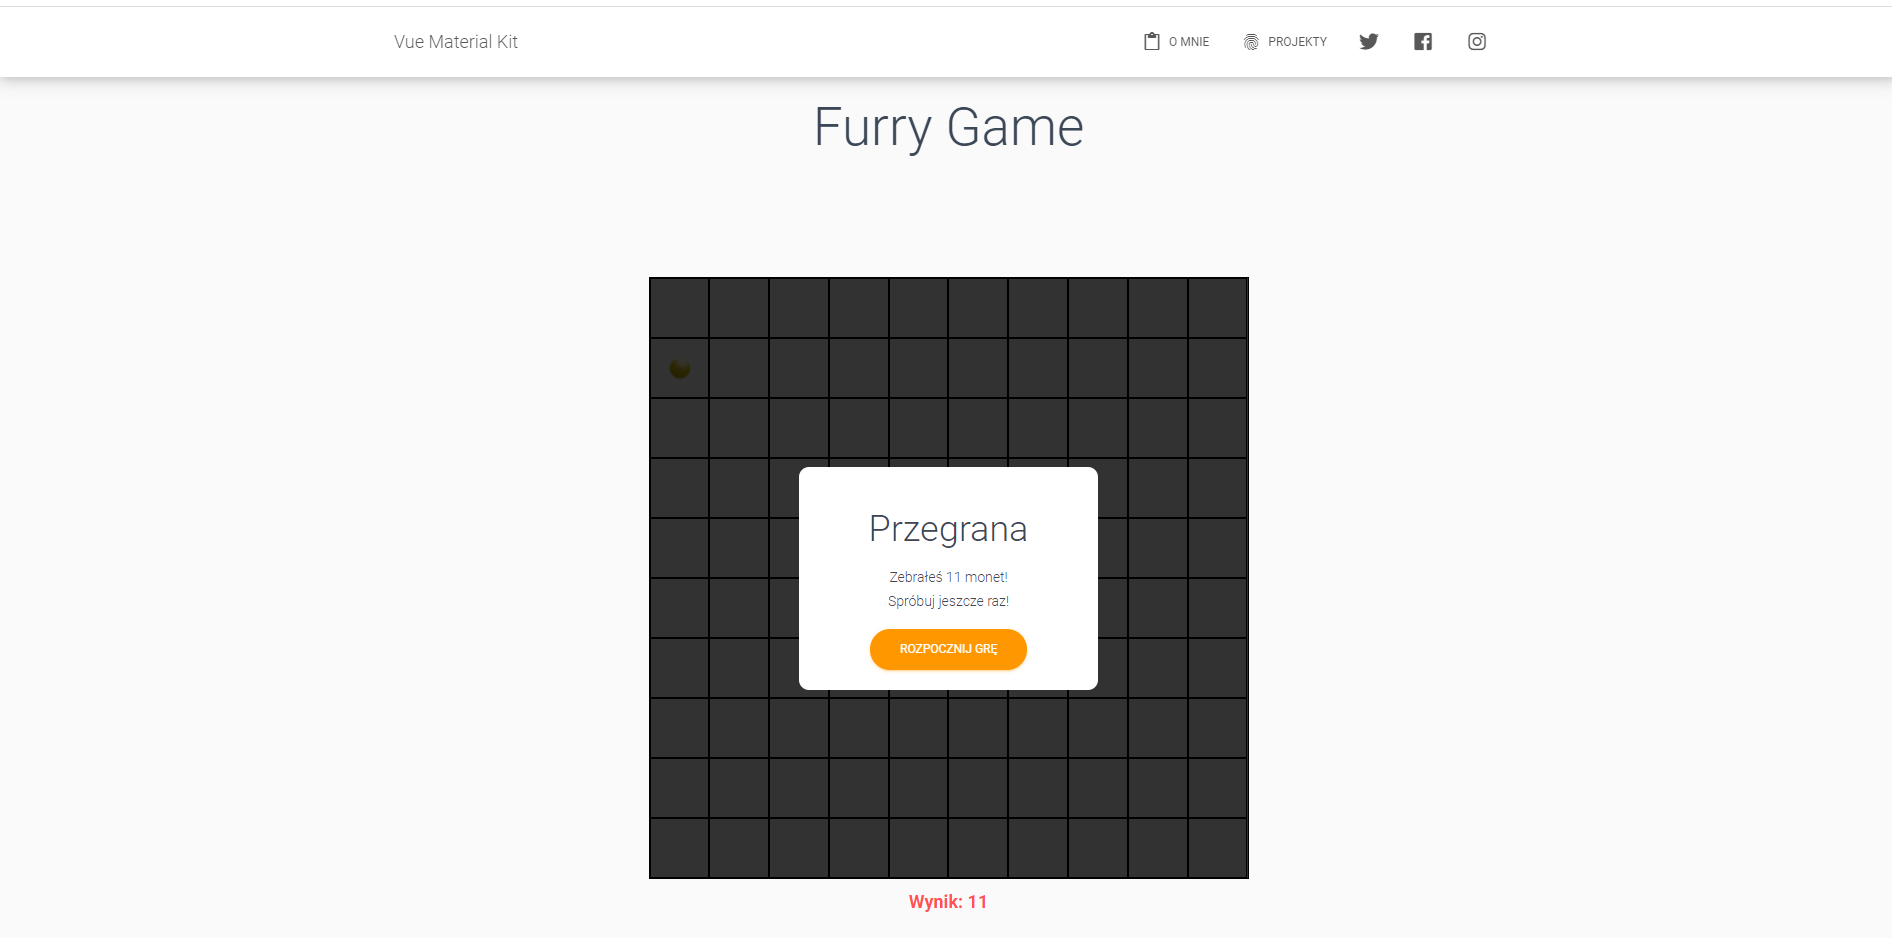 Vue Material Kit
O MNIE
PROJEKTY
Furry Game
Przegrana
Zebrałeś 11 monet!
Spróbuj jeszcze raz!
ROZPOCZNIJ GRĘ
Wynik: 11